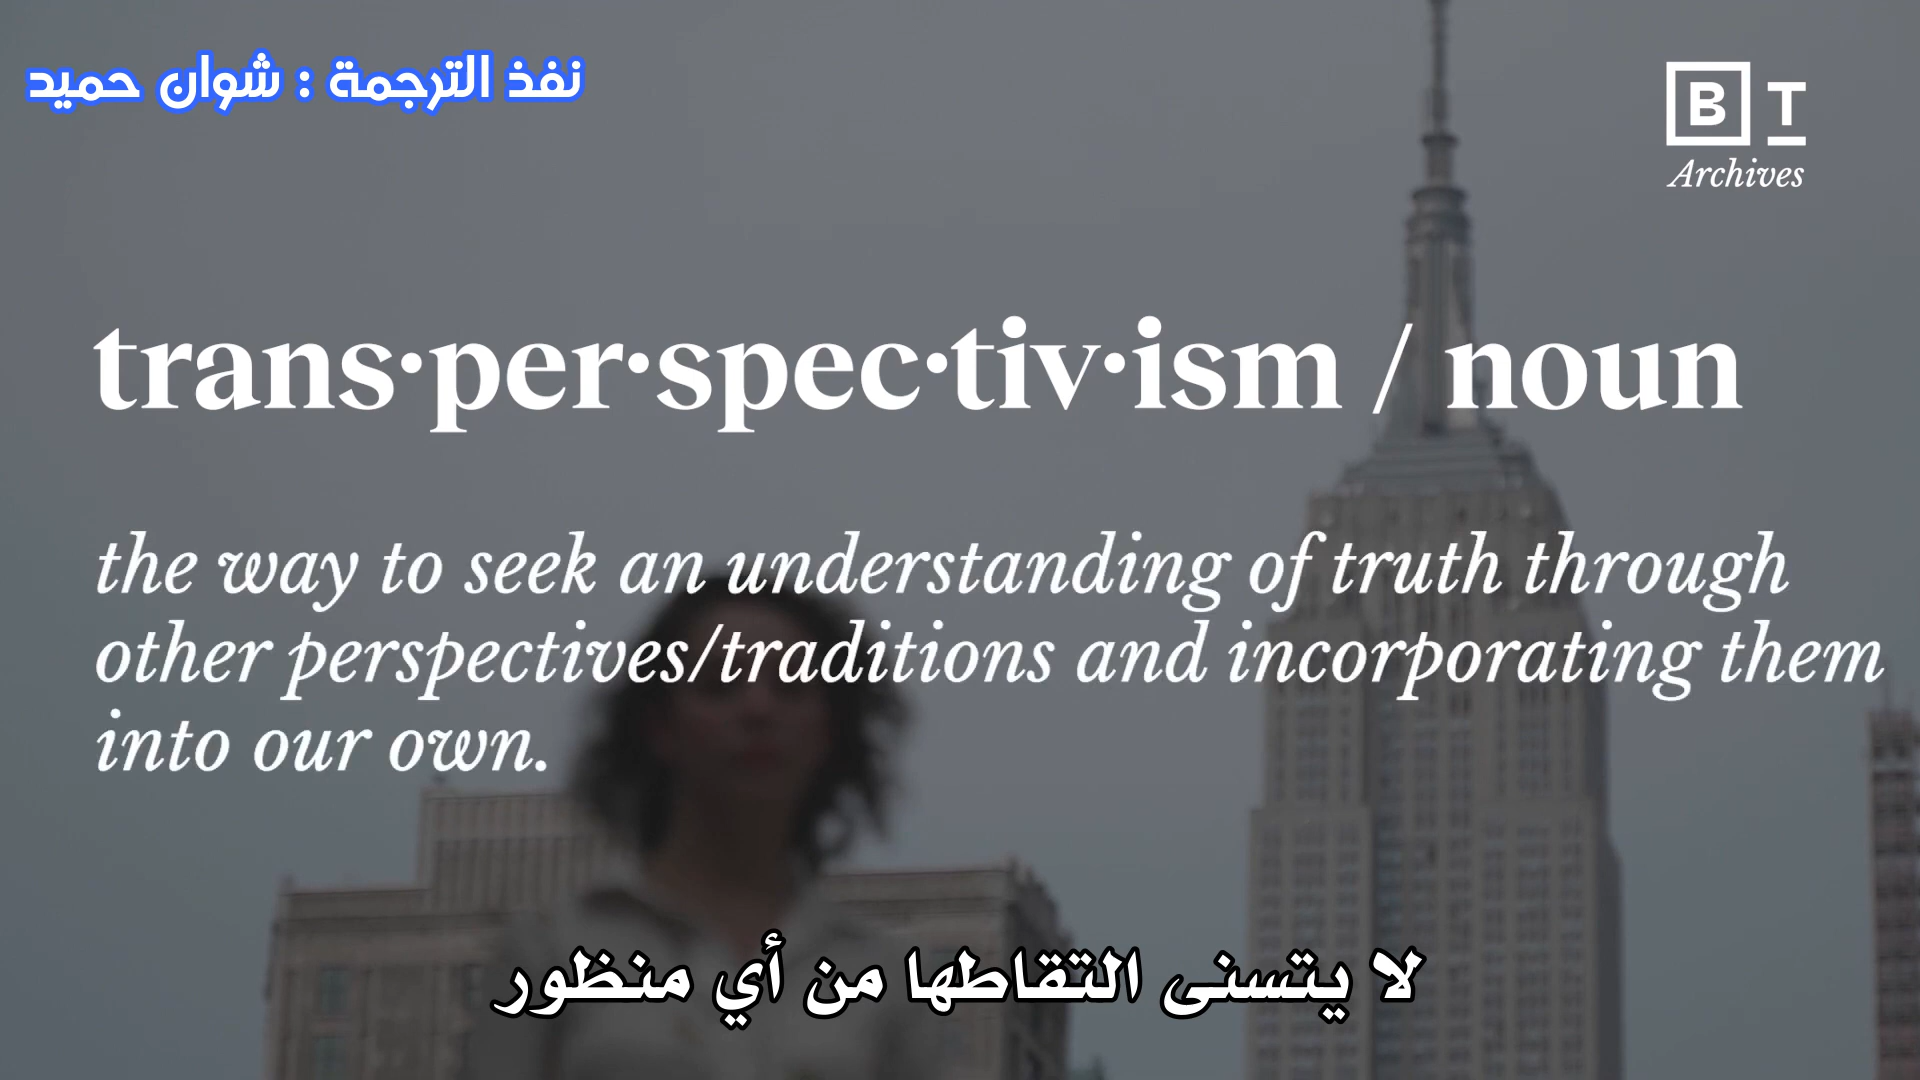 نفذ الترجمة : شوان حميد
B T
Archives
trans·per·spec·tiv·ism / noun
the way to seek an understanding of truth through
other perspectives/traditions and incorporating them
into our own.
لا يتسنى التقاطها من أي منظور